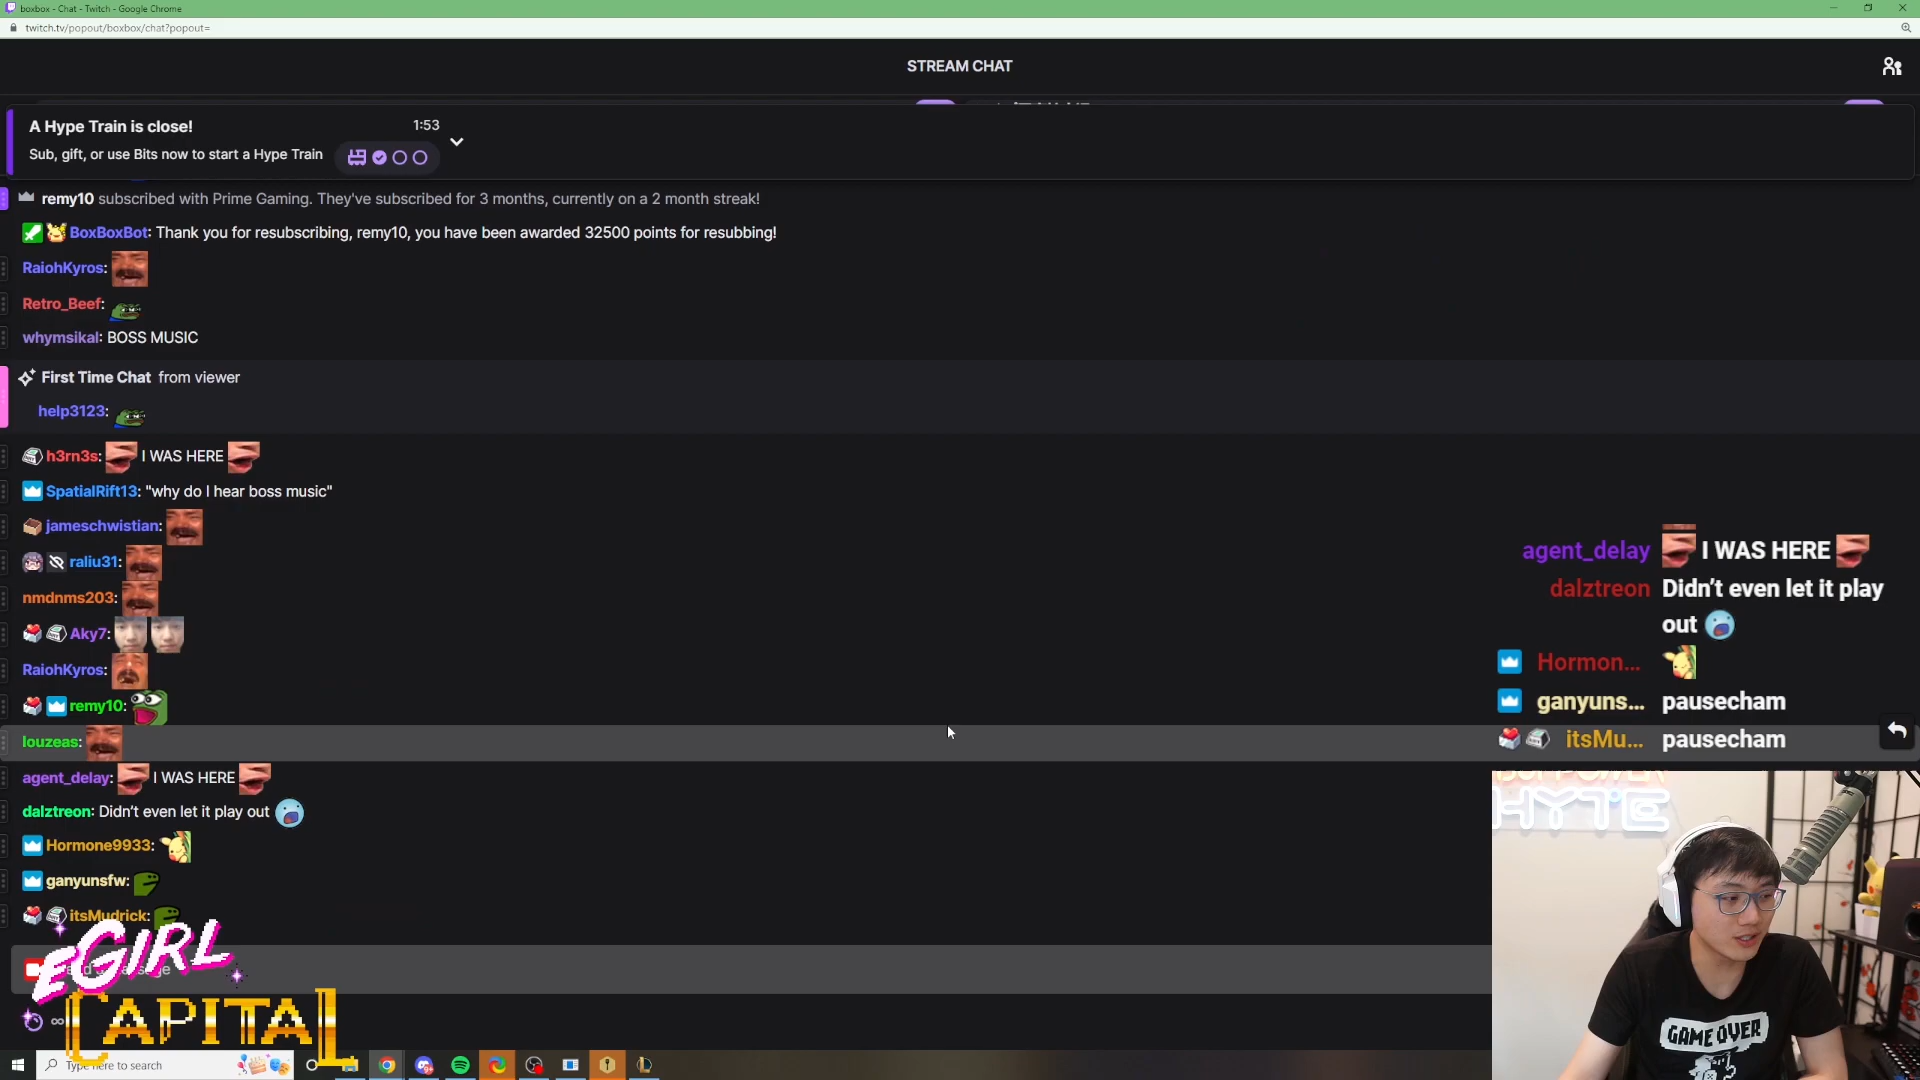 boxbox - Chat - Twitch - Google Chrome
twitch.tv/popout/boxbox/chat?popout=
STREAM CHAT
A Hype Train is close!
1:53
Sub, gift, or use Bits now to start a Hype Train
remy10 subscribed with Prime Gaming. They've subscribed for 3 months, currently on a 2 month streak!
BoxBoxBot: Thank you for resubscribing, remy10, you have been awarded 32500 points for resubbing!
RaiohKyros:
Retro_Beef:
whymsikal: BOSS MUSIC
First Time Chat from viewer
help3123:
h3rn3s: I WAS HERE
SpatialRift13: "why do I hear boss music"
jameschwistian:
raliu31:
nmdnms203:
Aky7:
RaiohKyros:
remy10:
louzeas:
agent_delay: I WAS HERE
dalztreon: Didn't even let it play out
Hormone9933:
ganyunsfw:
itsMudrick:
agent_delay I WAS HERE
dalztreon Didn't even let it play
out
Hormon...
ganyuns... pausecham
itsMu... pausecham
HYTE
GAME OVER
EGIRL
CAPITAL
Type here to search